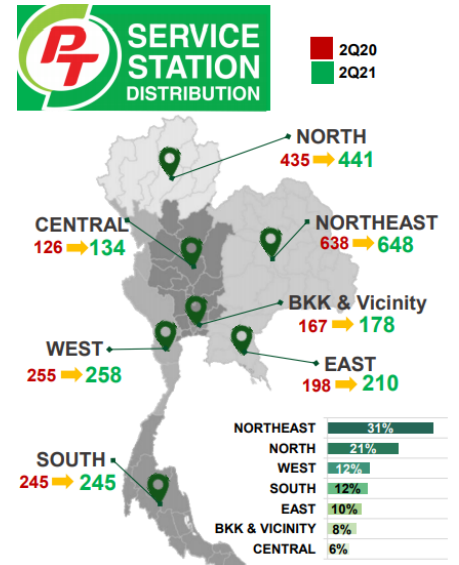 PT
SERVICE
STATION
DISTRIBUTION
2Q20
2Q21
NORTH
435 441
CENTRAL
126 134
NORTHEAST
638 648
BKK & Vicinity
167 178
WEST
255 258
EAST
198 210
SOUTH
245 245
NORTHEAST 31%
NORTH 21%
WEST 12%
SOUTH 12%
EAST 10%
BKK & VICINITY 8%
CENTRAL 6%